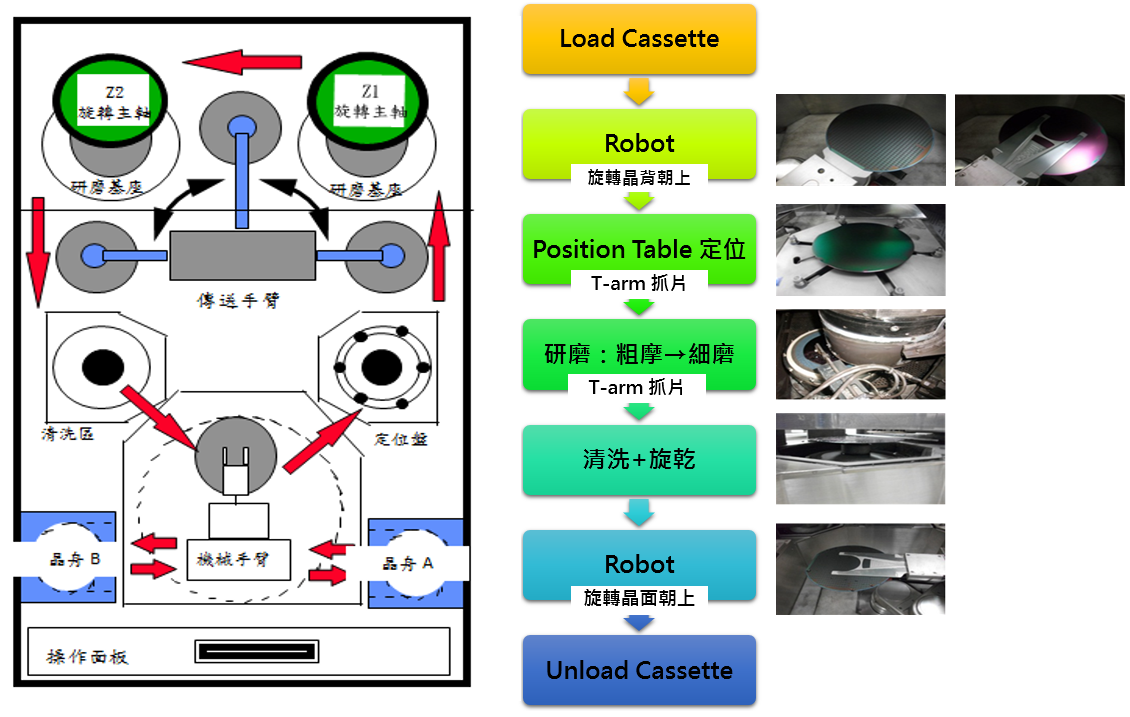 Z2
旋轉主軸
Z1
旋轉主軸
研磨基座
研磨基座
傳送手臂
清洗區
定位盤
晶舟 B
機械手臂
晶舟 A
操作面板
Load Cassette
Robot
旋轉晶背朝上
Position Table 定位
T-arm 抓片
研磨：粗摩→細磨
T-arm 抓片
清洗+旋乾
Robot
旋轉晶面朝上
Unload Cassette